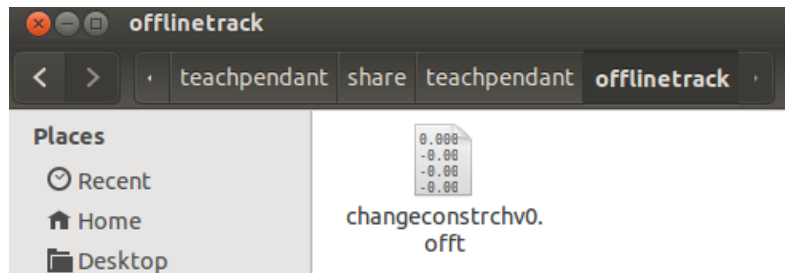 offlinetrack
teachpendant share teachpendant offlinetrack
Places
Recent
Home
Desktop
0.000
-0.00
-0.00
-0.00
changeconstrchv0.
offt